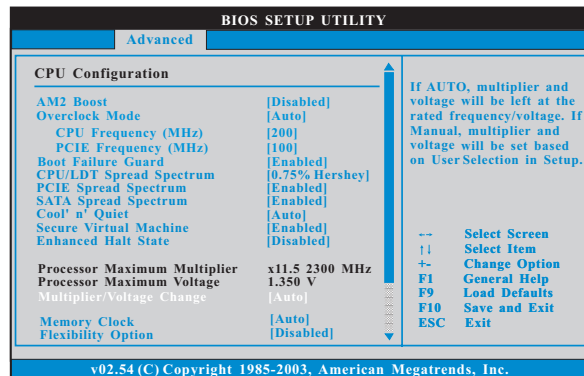 BIOS SETUP UTILITY
Advanced
CPU Configuration
AM2 Boost [Disabled]
Overclock Mode [Auto]
CPU Frequency (MHz) [200]
PCIE Frequency (MHz) [100]
Boot Failure Guard [Enabled]
CPU/LDT Spread Spectrum [0.75% Hershey]
PCIE Spread Spectrum [Enabled]
SATA Spread Spectrum [Enabled]
Cool' n' Quiet [Auto]
Secure Virtual Machine [Enabled]
Enhanced Halt State [Disabled]
Processor Maximum Multiplier x11.5 2300 MHz
Processor Maximum Voltage 1.350 V
Multiplier/Voltage Change [Auto]
Memory Clock [Auto]
Flexibility Option [Disabled]
If AUTO, multiplier and
voltage will be left at the
rated frequency/voltage. If
Manual, multiplier and
voltage will be set based
on User Selection in Setup.
←→ Select Screen
↑↓ Select Item
+- Change Option
F1 General Help
F9 Load Defaults
F10 Save and Exit
ESC Exit
v02.54 (C) Copyright 1985-2003, American Megatrends, Inc.